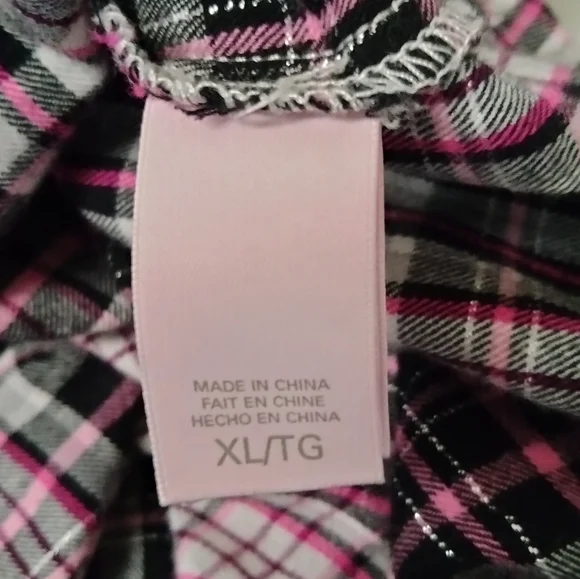 MADE IN CHINA
FAIT EN CHINE
HECHO EN CHINA
XL/TG